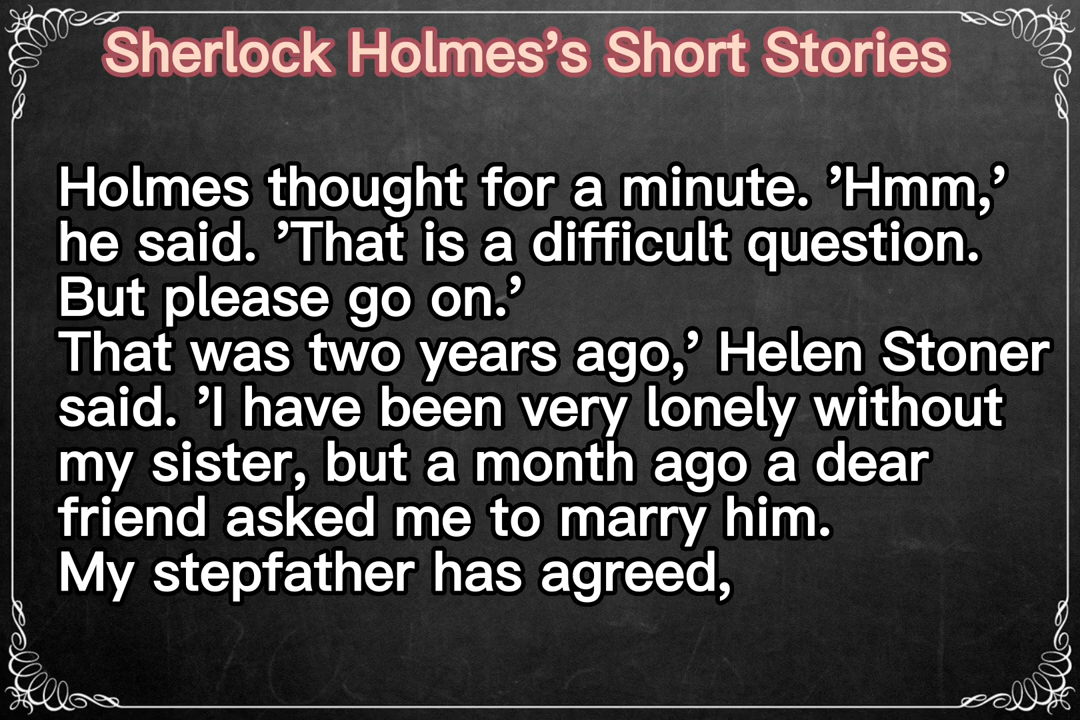 Sherlock Holmes’s Short Stories
Holmes thought for a minute. ’Hmm,’
he said. ’That is a difficult question.
But please go on.’
That was two years ago,’ Helen Stoner
said. ’I have been very lonely without
my sister, but a month ago a dear
friend asked me to marry him.
My stepfather has agreed,